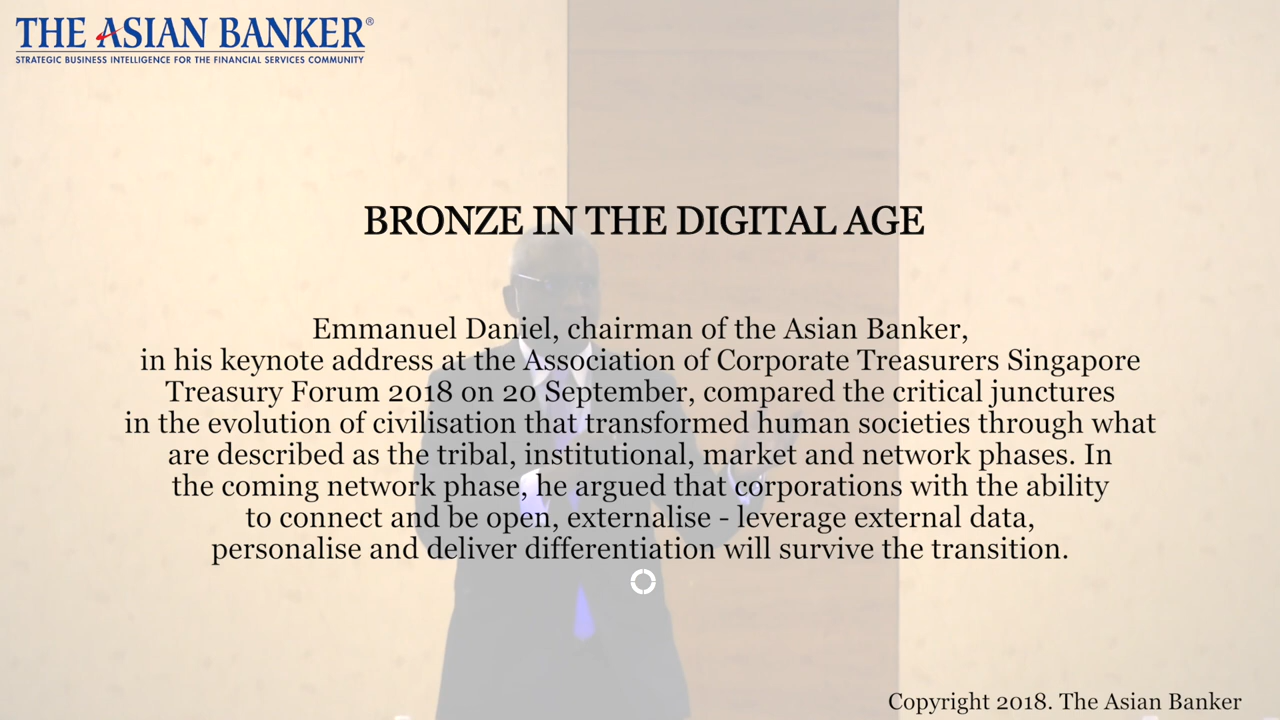 THE ASIAN BANKER®
STRATEGIC BUSINESS INTELLIGENCE FOR THE FINANCIAL SERVICES COMMUNITY
BRONZE IN THE DIGITAL AGE
Emmanuel Daniel, chairman of the Asian Banker,
in his keynote address at the Association of Corporate Treasurers Singapore
Treasury Forum 2018 on 20 September, compared the critical junctures
in the evolution of civilisation that transformed human societies through what
are described as the tribal, institutional, market and network phases. In
the coming network phase, he argued that corporations with the ability
to connect and be open, externalise - leverage external data,
personalise and deliver differentiation will survive the transition.
Copyright 2018. The Asian Banker